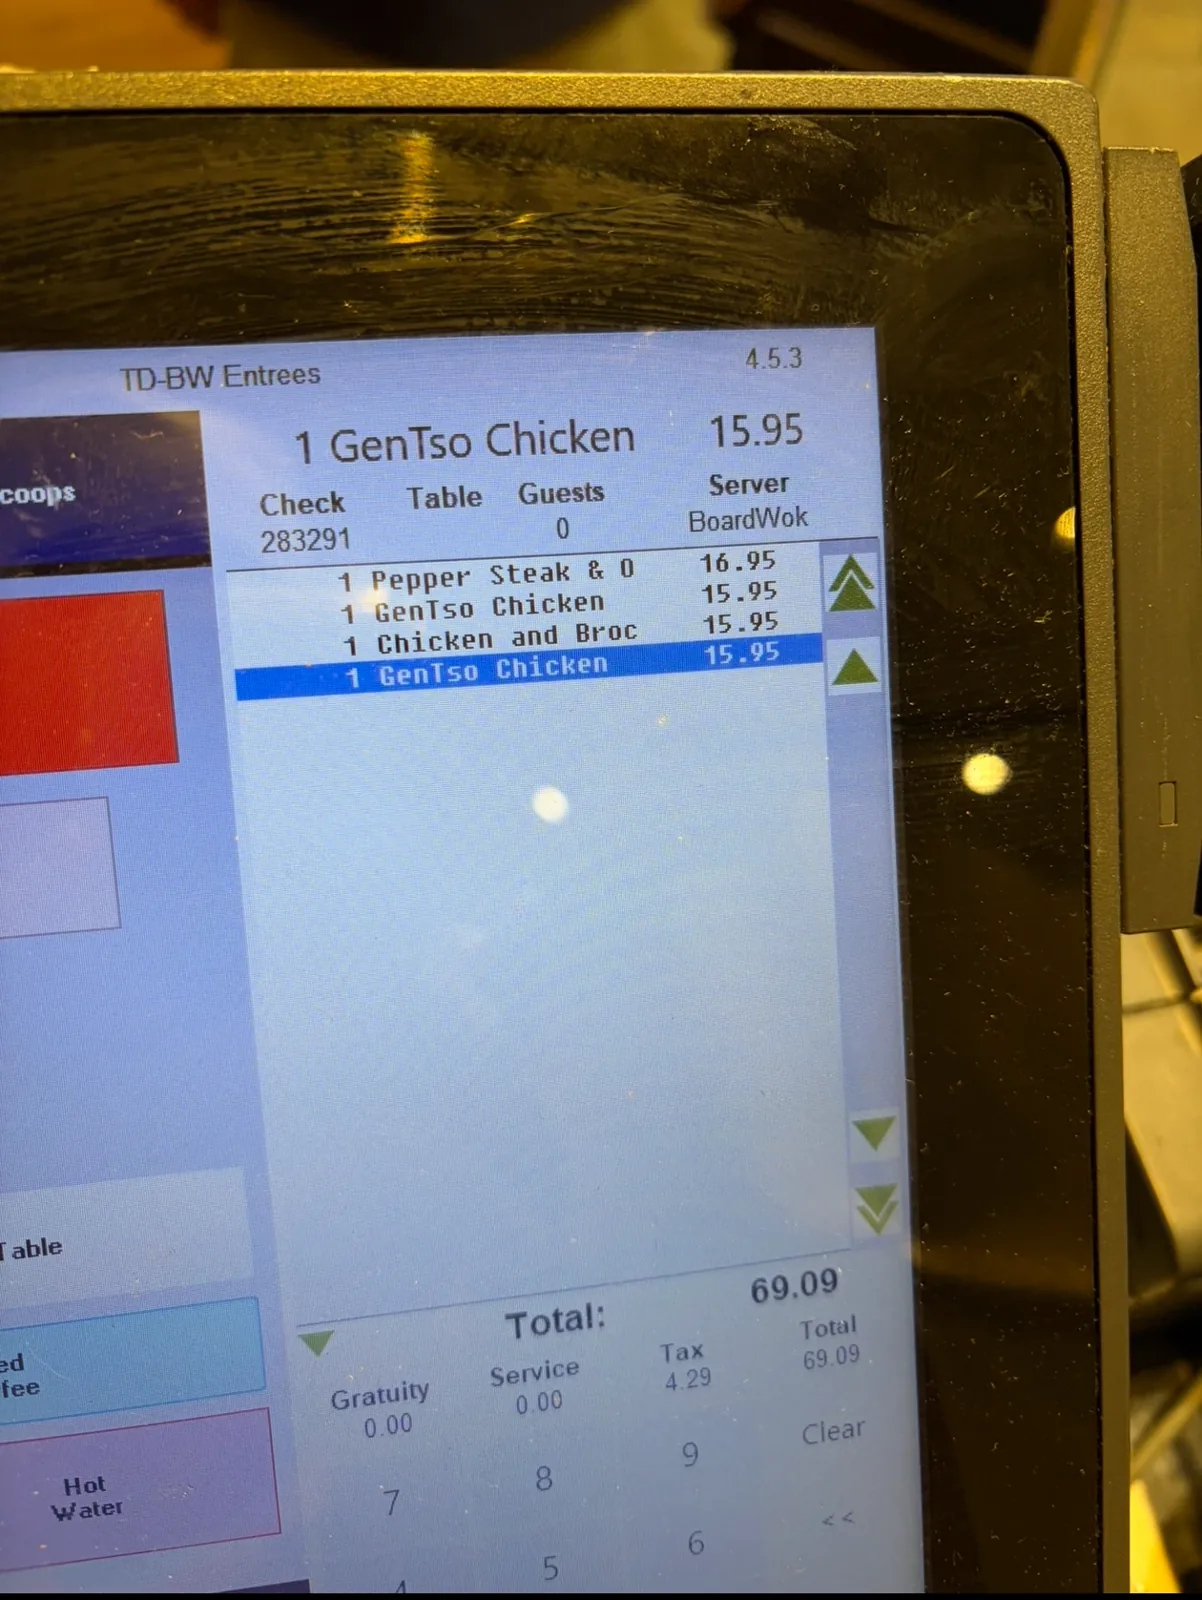 TD-BW Entrees 4.5.3
1 GenTso Chicken 15.95
coops
Check Table Guests Server
283291 0 BoardWok
1 Pepper Steak & O 16.95
1 GenTso Chicken 15.95
1 Chicken and Broc 15.95
1 GenTso Chicken 15.95
Total: 69.09
Gratuity Service Tax Total
0.00 0.00 4.29 69.09
Table
ed
fee
Hot
Water
7 8 9 Clear
4 5 6 <<